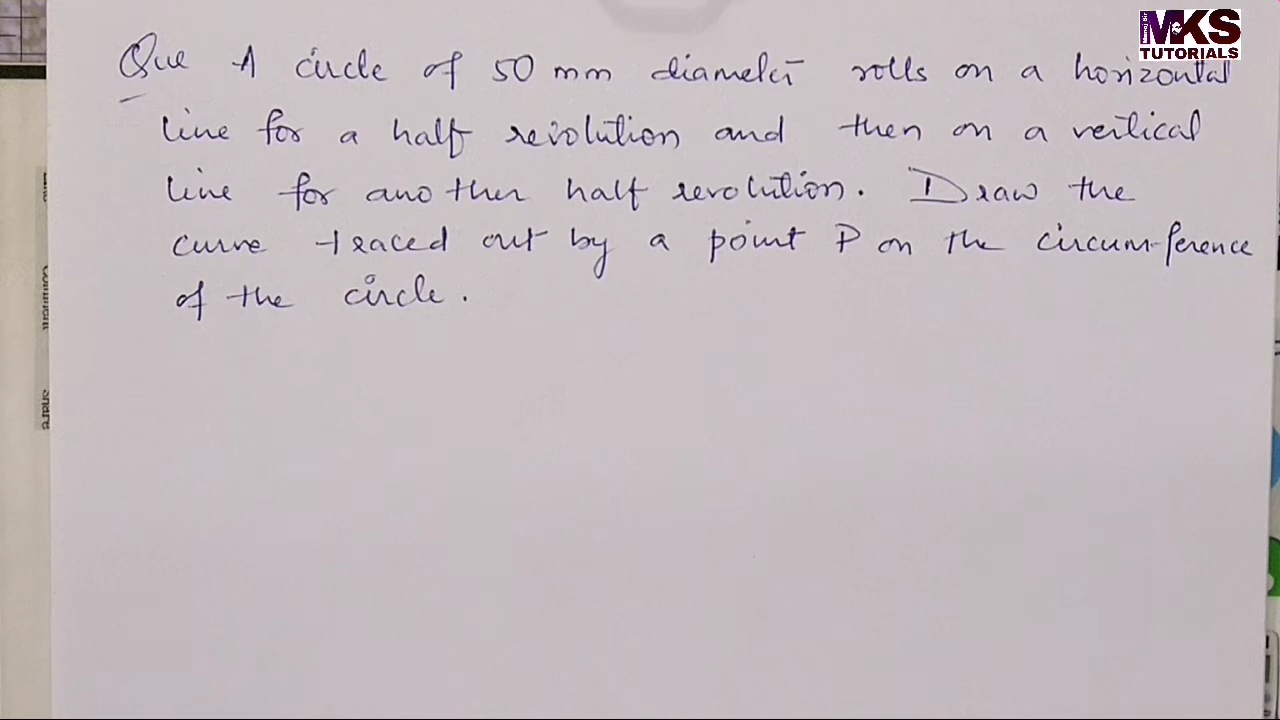 MKS
TUTORIALS
Que A circle of 50 mm diameter rolls on a horizontal
line for a half revolution and then on a vertical
line for another half revolution. Draw the
curve traced out by a point P on the circumference
of the circle.